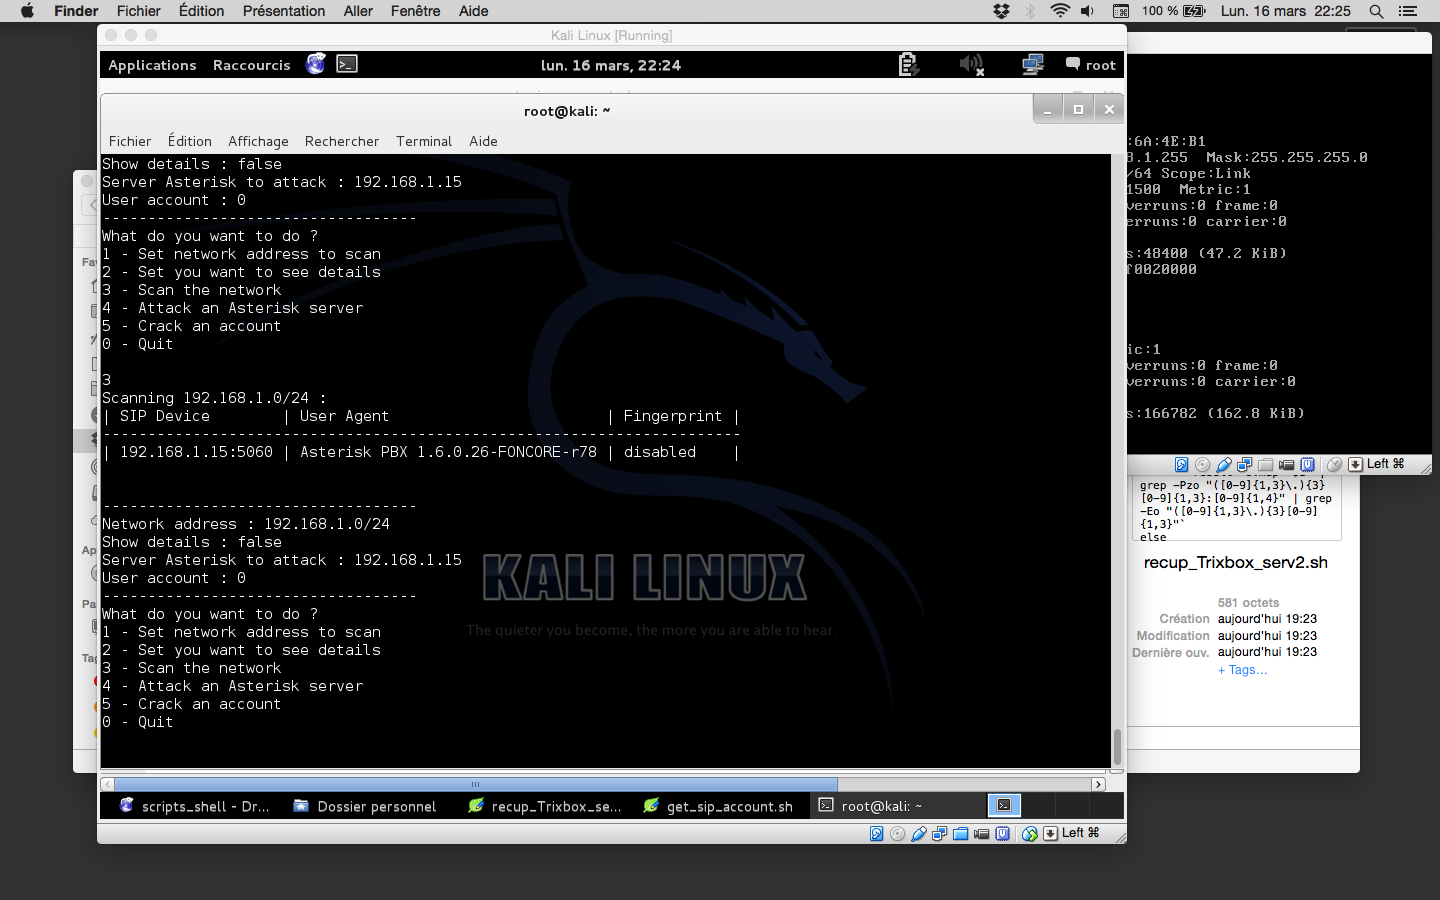 Finder Fichier Édition Présentation Aller Fenêtre Aide 100 % Lun. 16 mars 22:25
Kali Linux [Running]
Applications Raccourcis lun. 16 mars, 22:24 root
root@kali: ~
Fichier Édition Affichage Rechercher Terminal Aide
Show details : false
Server Asterisk to attack : 192.168.1.15
User account : 0
-----------------------------------
What do you want to do ?
1 - Set network address to scan
2 - Set you want to see details
3 - Scan the network
4 - Attack an Asterisk server
5 - Crack an account
0 - Quit
3
Scanning 192.168.1.0/24 :
| SIP Device | User Agent | Fingerprint |
-----------------------------------------------------------------------
| 192.168.1.15:5060 | Asterisk PBX 1.6.0.26-FONCORE-r78 | disabled |
-----------------------------------
Network address : 192.168.1.0/24
Show details : false
Server Asterisk to attack : 192.168.1.15
User account : 0
-----------------------------------
What do you want to do ?
1 - Set network address to scan
2 - Set you want to see details
3 - Scan the network
4 - Attack an Asterisk server
5 - Crack an account
0 - Quit
KALI LINUX
The quieter you become, the more you are able to hear.
scripts_shell - Dr... Dossier personnel recup_Trixbox_se... get_sip_account.sh root@kali: ~
Left ⌘
:6A:4E:B1
8.1.255 Mask:255.255.255.0
/64 Scope:Link
1500 Metric:1
verruns:0 frame:0
erruns:0 carrier:0
s:48400 (47.2 KiB)
f0020000
ic:1
verruns:0 frame:0
verruns:0 carrier:0
s:166782 (162.8 KiB)
Left ⌘
grep -Pzo "([0-9]{1,3}\.){3}
[0-9]{1,3}:[0-9]{1,4}" | grep
-Eo "([0-9]{1,3}\.){3}[0-9]
{1,3}"`
else
recup_Trixbox_serv2.sh
581 octets
Création aujourd'hui 19:23
Modification aujourd'hui 19:23
Dernière ouv. aujourd'hui 19:23
+ Tags...
Fav
Ap
Pa
Tag